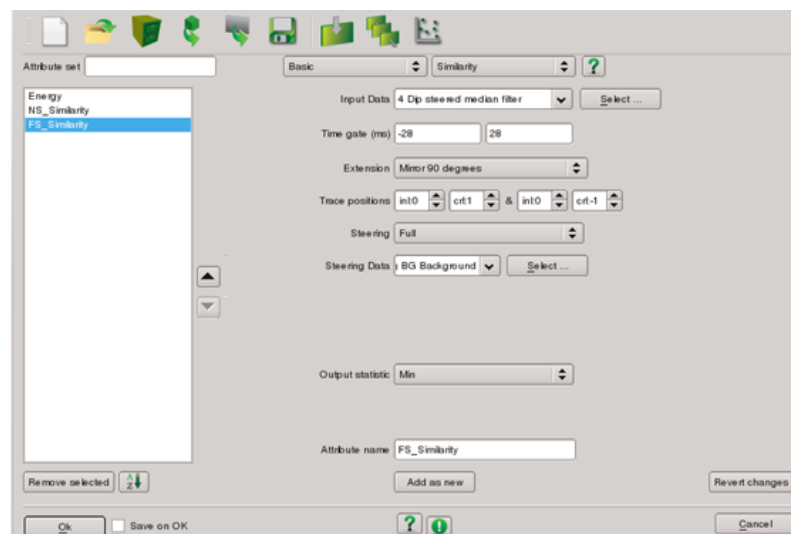 Attribute set
Basic Similarity ?
Energy
NS_Similarity
FS_Similarity
Input Data 4 Dip steered median filter Select ...
Time gate (ms) -28 28
Extension Mirror 90 degrees
Trace positions inl:0 crl:1 & inl:0 crl:-1
Steering Full
Steering Data BG Background Select ...
Output statistic Min
Attribute name FS_Similarity
Remove selected A Z Add as new Revert changes
Ok Save on OK ? ! Cancel